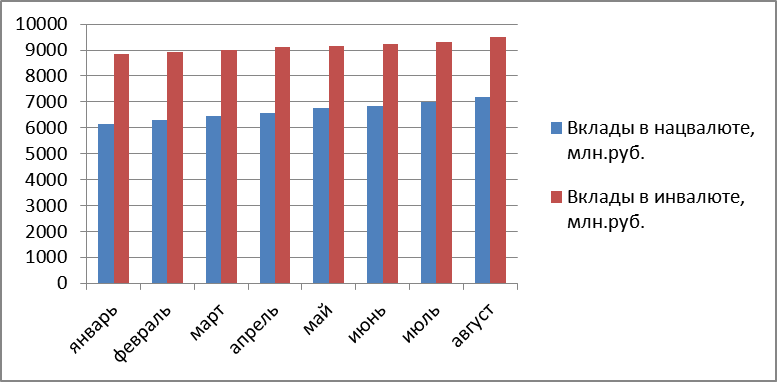 10000
9000
8000
7000
6000
5000
4000
3000
2000
1000
0
январь
февраль
март
апрель
май
июнь
июль
август
Вклады в нацвалюте,
млн.руб.
Вклады в инвалюте,
млн.руб.